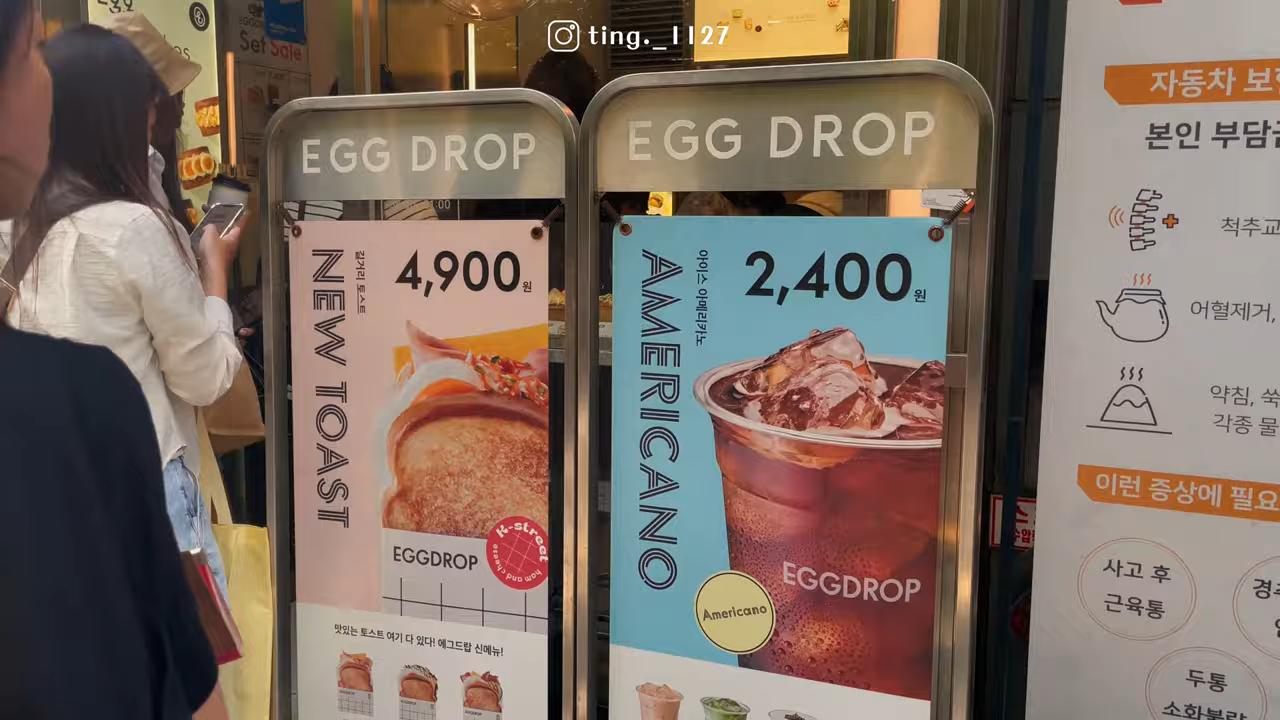 ting._1127
Set Sale
EGG DROP
NEW TOAST
길거리 토스트
4,900원
EGGDROP
K-street
ham and cheese
맛있는 토스트 여기 다 있다! 에그드랍 신메뉴!
EGG DROP
AMERICANO
아이스 아메리카노
2,400원
EGGDROP
Americano
자동차 보험
본인 부담
척추교
어혈제거,
약침, 쑥
각종 물
이런 증상에 필요
사고 후
근육통
두통
소화불량